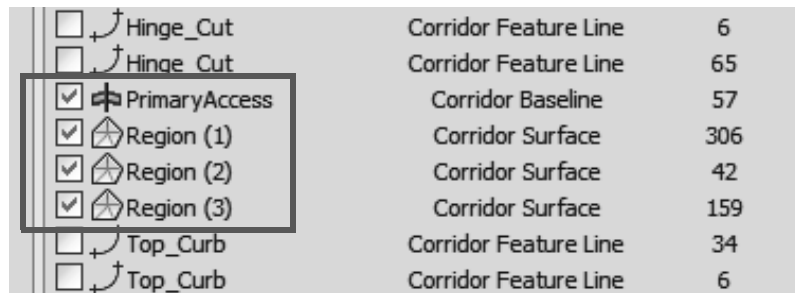 Hinge_Cut Corridor Feature Line 6
Hinge_Cut Corridor Feature Line 65
PrimaryAccess Corridor Baseline 57
Region (1) Corridor Surface 306
Region (2) Corridor Surface 42
Region (3) Corridor Surface 159
Top_Curb Corridor Feature Line 34
Top_Curb Corridor Feature Line 6